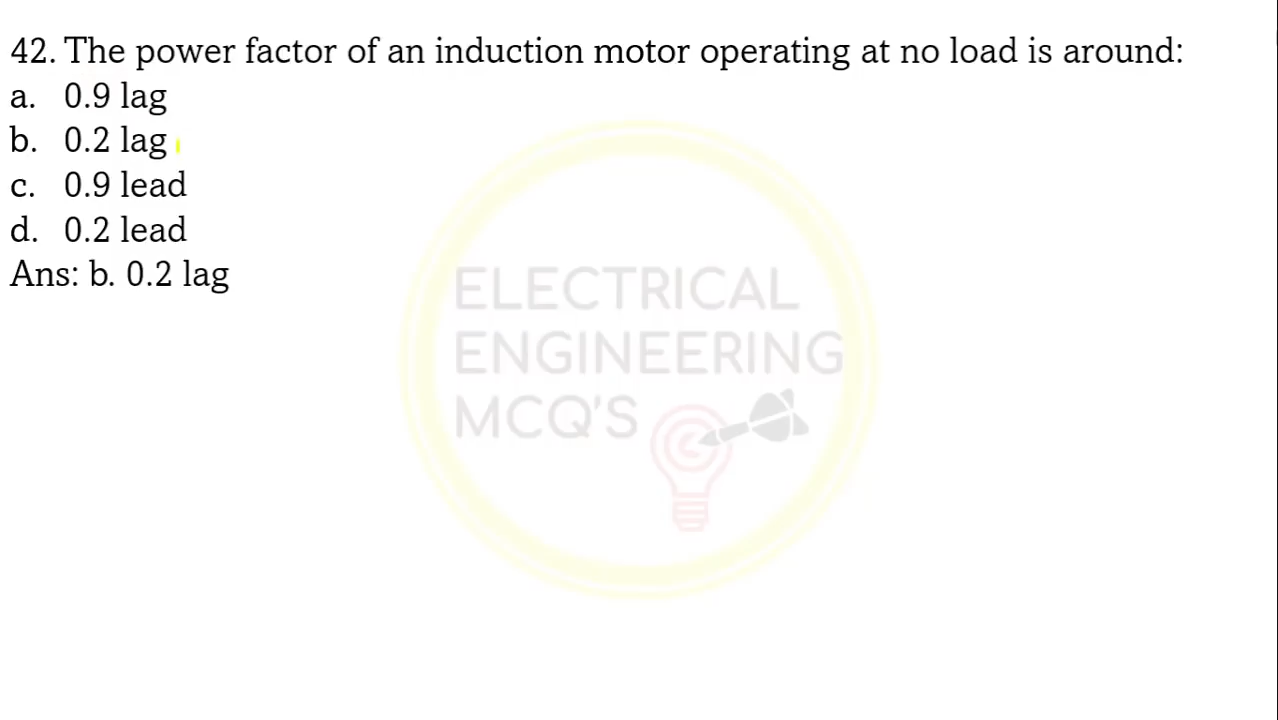 42. The power factor of an induction motor operating at no load is around:
a. 0.9 lag
b. 0.2 lag
c. 0.9 lead
d. 0.2 lead
Ans: b. 0.2 lag
ELECTRICAL
ENGINEERING
MCQ'S